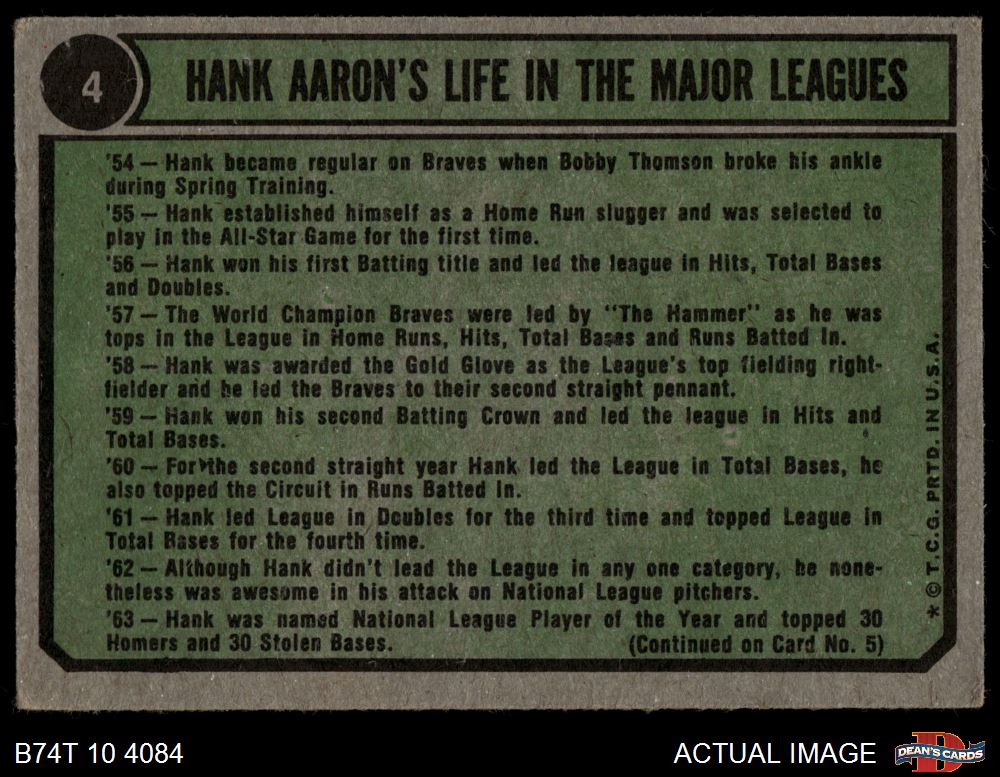 4 HANK AARON'S LIFE IN THE MAJOR LEAGUES
'54 — Hank became regular on Braves when Bobby Thomson broke his ankle
during Spring Training.
'55 — Hank established himself as a Home Run slugger and was selected to
play in the All-Star Game for the first time.
'56 — Hank won his first Batting title and led the league in Hits, Total Bases
and Doubles.
'57 — The World Champion Braves were led by "The Hammer" as he was
tops in the League in Home Runs, Hits, Total Bases and Runs Batted In.
'58 — Hank was awarded the Gold Glove as the League's top fielding right-
fielder and he led the Braves to their second straight pennant.
'59 — Hank won his second Batting Crown and led the league in Hits and
Total Bases.
'60 — For the second straight year Hank led the League in Total Bases, he
also topped the Circuit in Runs Batted In.
'61 — Hank led League in Doubles for the third time and topped League in
Total Bases for the fourth time.
'62 — Although Hank didn't lead the League in any one category, he none-
theless was awesome in his attack on National League pitchers.
'63 — Hank was named National League Player of the Year and topped 30
Homers and 30 Stolen Bases. (Continued on Card No. 5)
* © T.C.G. PRTD. IN U.S.A.
B74T 10 4084 ACTUAL IMAGE D DEAN'S CARDS